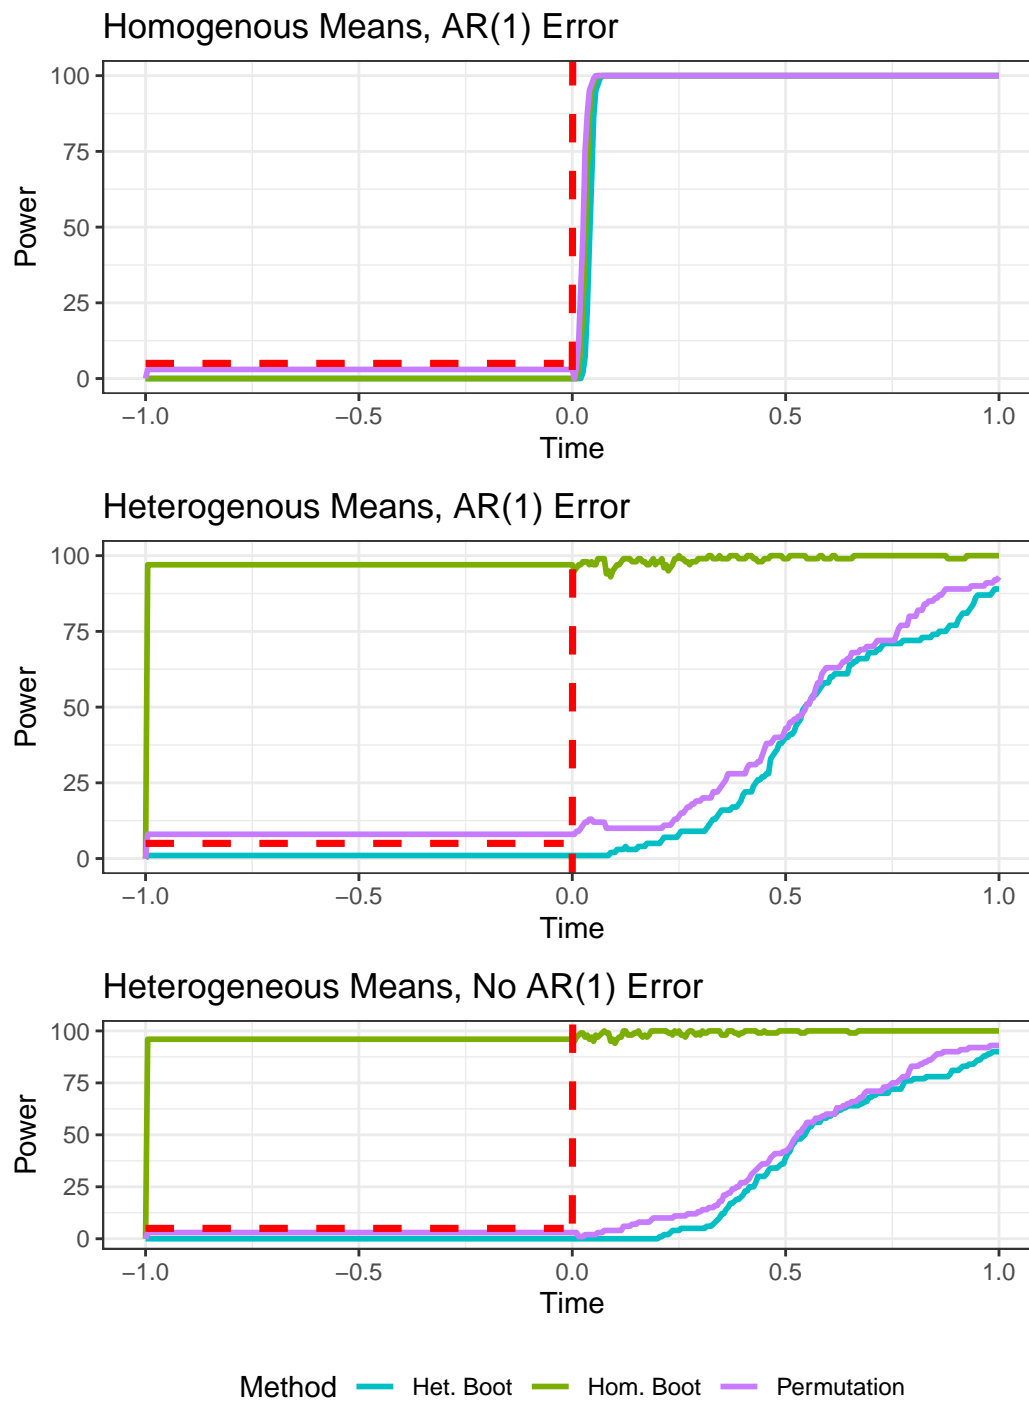 Homogenous Means, AR(1) Error
Power
100
75
50
25
0
−1.0 −0.5 0.0 0.5 1.0
Time
Heterogenous Means, AR(1) Error
Power
100
75
50
25
0
−1.0 −0.5 0.0 0.5 1.0
Time
Heterogeneous Means, No AR(1) Error
Power
100
75
50
25
0
−1.0 −0.5 0.0 0.5 1.0
Time
Method Het. Boot Hom. Boot Permutation